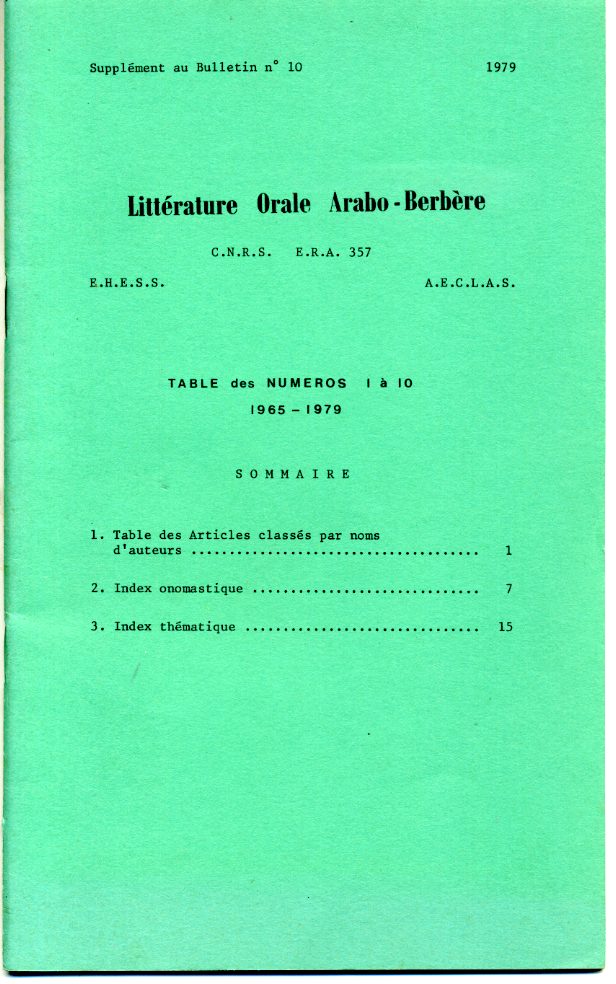 Supplément au Bulletin n° 10 1979
Littérature Orale Arabo-Berbère
C.N.R.S. E.R.A. 357
E.H.E.S.S. A.E.C.L.A.S.
TABLE des NUMEROS 1 à 10
1965 – 1979
SOMMAIRE
1. Table des Articles classés par noms
d'auteurs ...................................... 1
2. Index onomastique .............................. 7
3. Index thématique ............................... 15